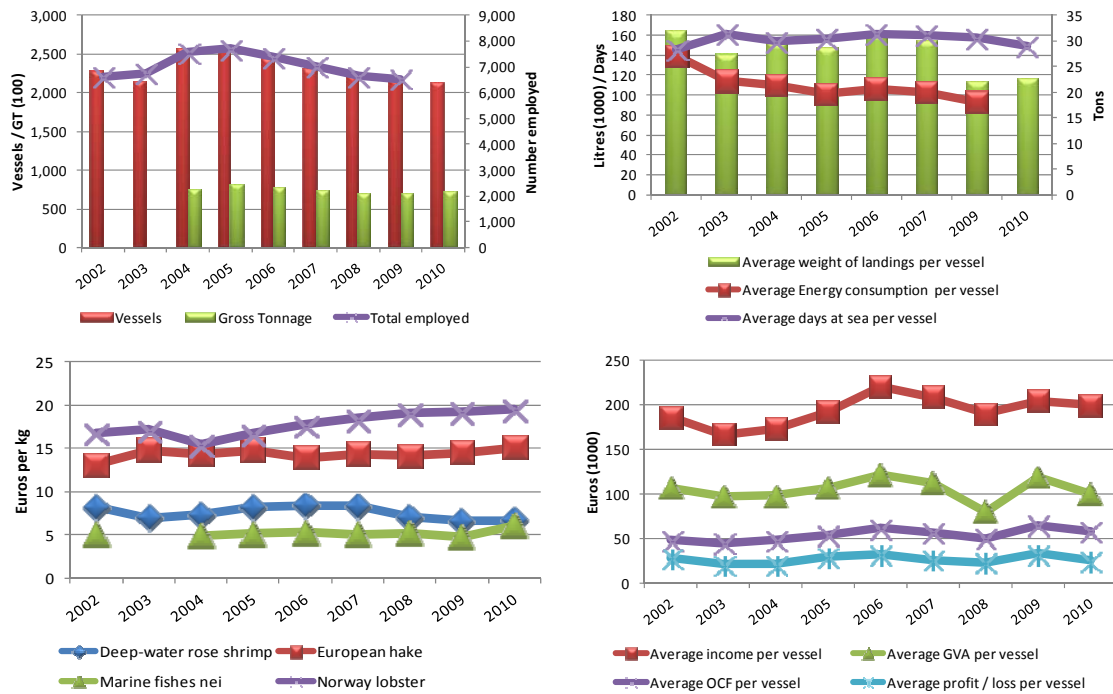 3,000
2,500
2,000
1,500
1,000
500
0
Vessels / GT (100)
9,000
8,000
7,000
6,000
5,000
4,000
3,000
2,000
1,000
0
Number employed
2002 2003 2004 2005 2006 2007 2008 2009 2010
Vessels Gross Tonnage Total employed
180
160
140
120
100
80
60
40
20
0
Litres (1000) / Days
35
30
25
20
15
10
5
0
Tons
2002 2003 2004 2005 2006 2007 2009 2010
Average weight of landings per vessel
Average Energy consumption per vessel
Average days at sea per vessel
25
20
15
10
5
0
Euros per kg
2002 2003 2004 2005 2006 2007 2008 2009 2010
Deep-water rose shrimp European hake
Marine fishes nei Norway lobster
250
200
150
100
50
0
Euros (1000)
2002 2003 2004 2005 2006 2007 2008 2009 2010
Average income per vessel Average GVA per vessel
Average OCF per vessel Average profit / loss per vessel